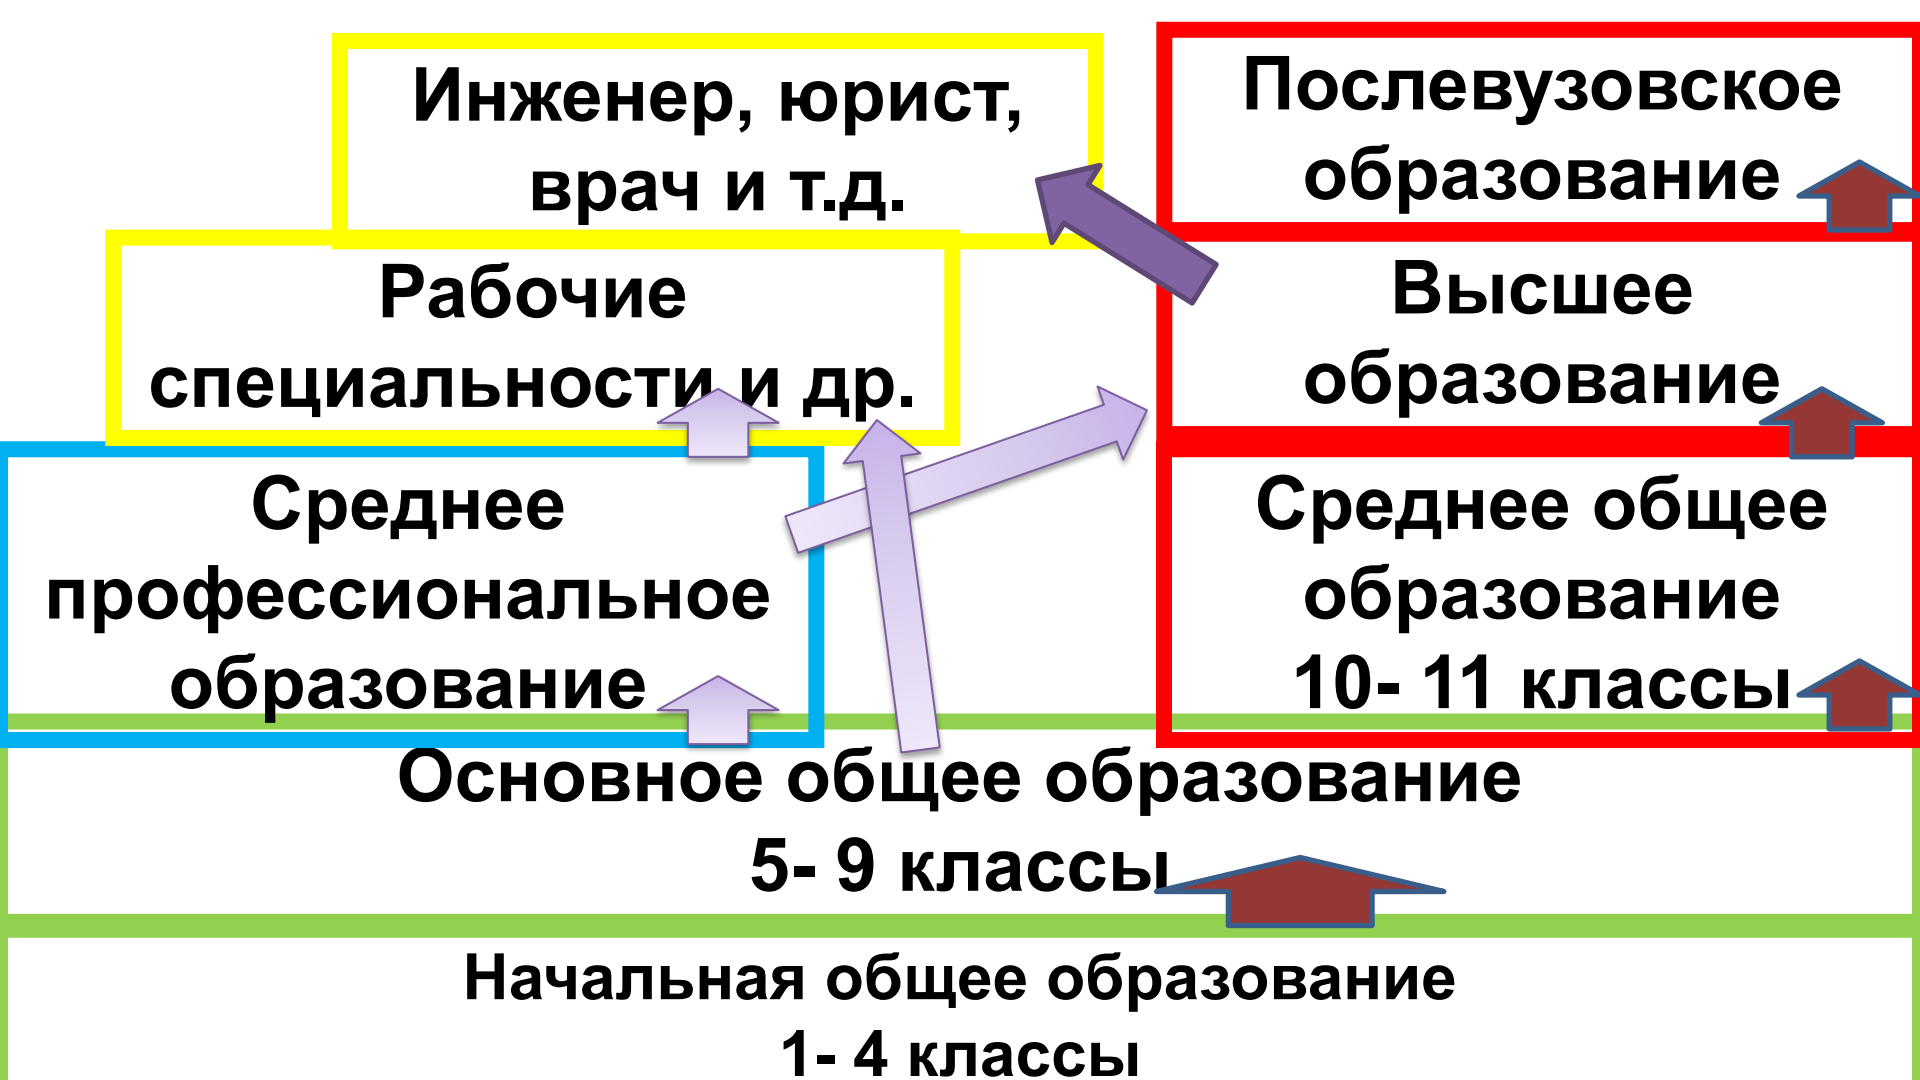 Инженер, юрист,
врач и т.д.
Послевузовское
образование
Рабочие
специальности и др.
Высшее
образование
Среднее
профессиональное
образование
Среднее общее
образование
10- 11 классы
Основное общее образование
5- 9 классы
Начальная общее образование
1- 4 классы